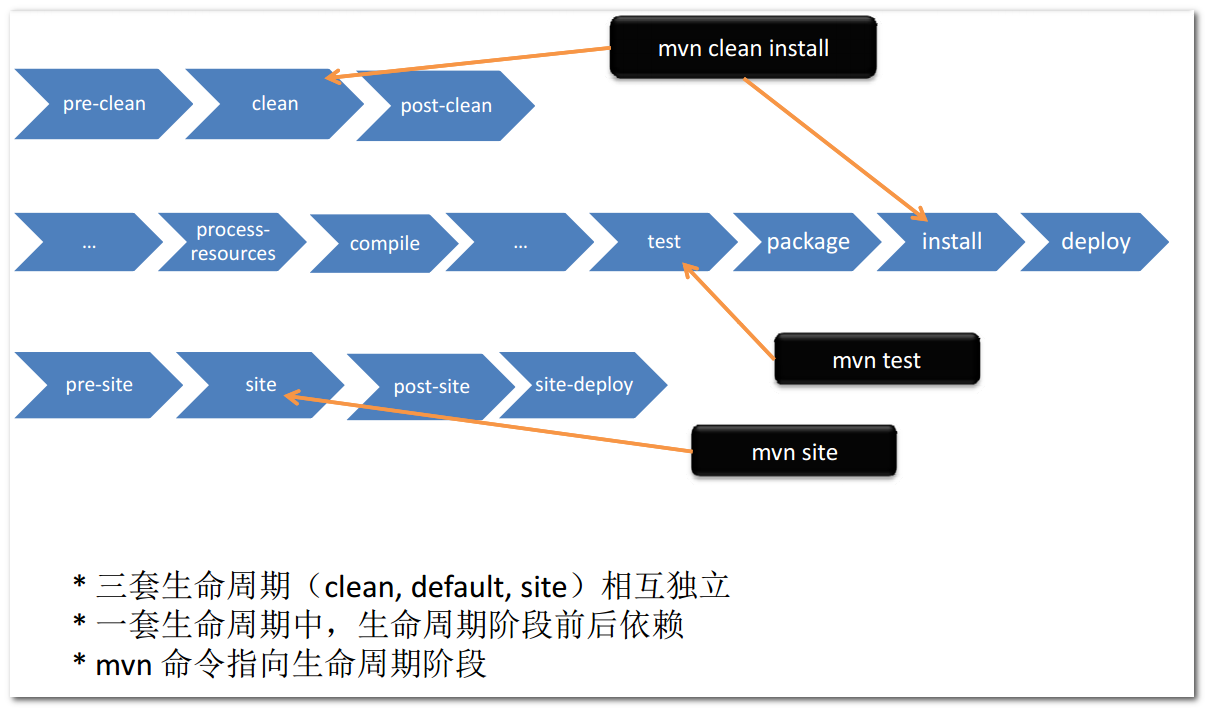 mvn clean install
pre-clean
clean
post-clean
...
process-
resources
compile
...
test
package
install
deploy
mvn test
pre-site
site
post-site
site-deploy
mvn site
* 三套生命周期（clean, default, site）相互独立
* 一套生命周期中，生命周期阶段前后依赖
* mvn 命令指向生命周期阶段